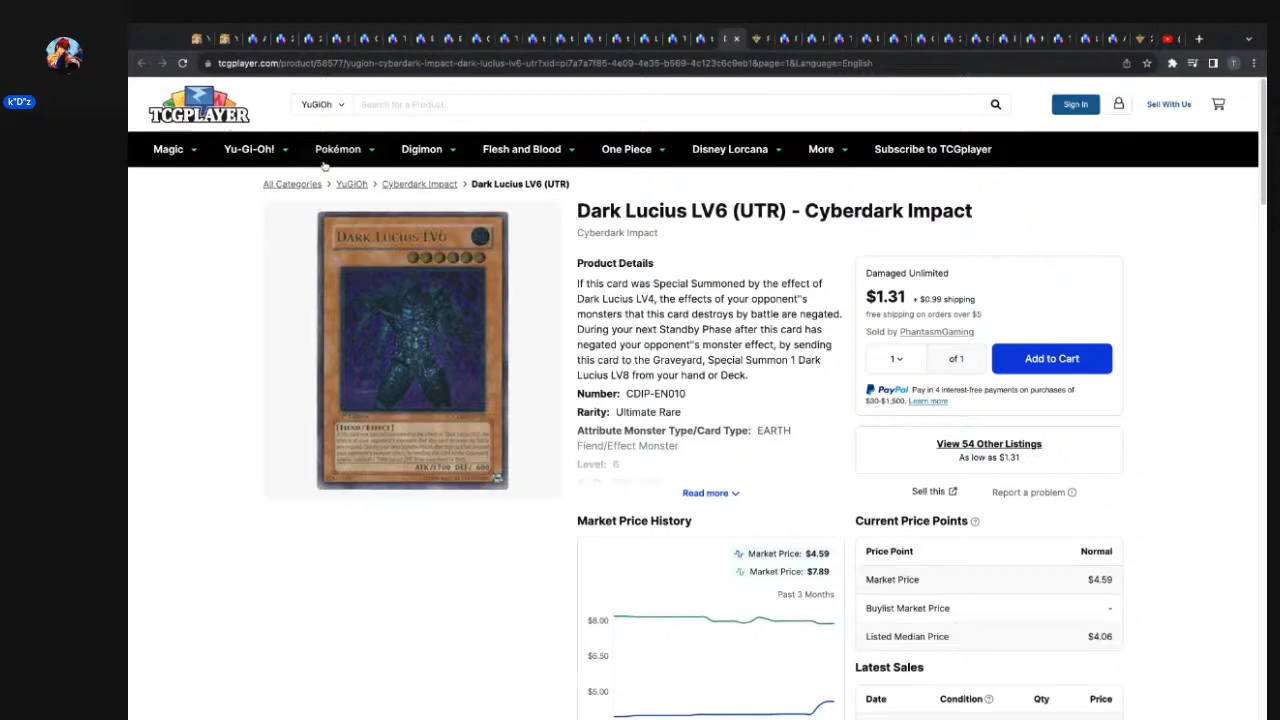 tcgplayer.com/product/58577/yugioh-cyberdark-impact-dark-lucius-lv6-utr?xid=pi7a7a7f85-4e09-4e35-b569-4c123c6c9eb1&page=1&Language=English
k"D"z
TCGPLAYER
YuGiOh
Search for a Product.
Sign In
Sell With Us
Magic
Yu-Gi-Oh!
Pokémon
Digimon
Flesh and Blood
One Piece
Disney Lorcana
More
Subscribe to TCGplayer
All Categories > YuGiOh > Cyberdark Impact > Dark Lucius LV6 (UTR)
DARK LUCIUS LV6
1st Edition
[FIEND/EFFECT]
ATK/1700 DEF/ 600
Dark Lucius LV6 (UTR) - Cyberdark Impact
Cyberdark Impact
Product Details
If this card was Special Summoned by the effect of
Dark Lucius LV4, the effects of your opponent"s
monsters that this card destroys by battle are negated.
During your next Standby Phase after this card has
negated your opponent"s monster effect, by sending
this card to the Graveyard, Special Summon 1 Dark
Lucius LV8 from your hand or Deck.
Number: CDIP-EN010
Rarity: Ultimate Rare
Attribute Monster Type/Card Type: EARTH
Fiend/Effect Monster
Level: 6
Read more
Damaged Unlimited
$1.31 + $0.99 shipping
free shipping on orders over $5
Sold by PhantasmGaming
1
of 1
Add to Cart
PayPal Pay in 4 interest-free payments on purchases of
$30-$1,500. Learn more
View 54 Other Listings
As low as $1.31
Sell this
Report a problem
Market Price History
Market Price: $4.59
Market Price: $7.89
Past 3 Months
$8.00
$6.50
$5.00
Current Price Points
Price Point Normal
Market Price $4.59
Buylist Market Price -
Listed Median Price $4.06
Latest Sales
Date Condition Qty Price